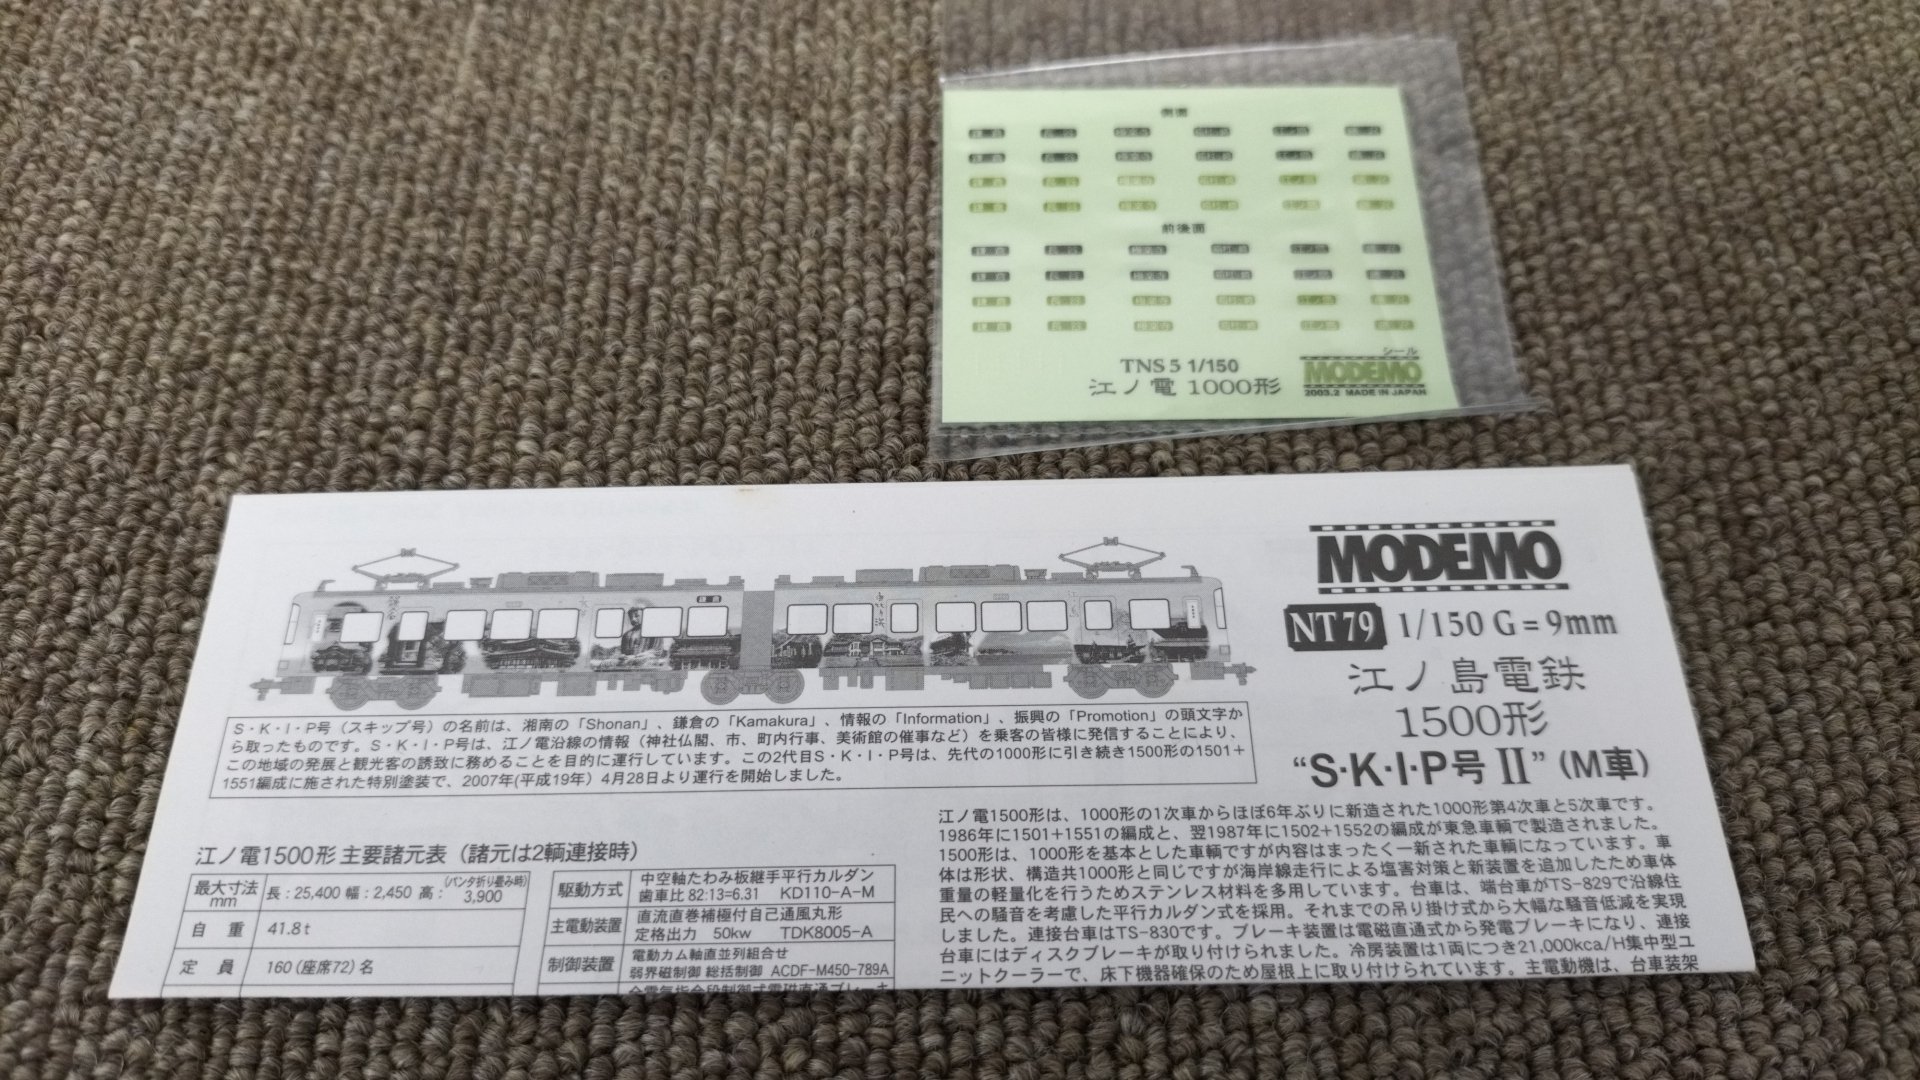 側面
前後面
TNS 5 1/150
江ノ電 1000形
シール
MODEMO
2003.2 MADE IN JAPAN
MODEMO
NT79 1/150 G=9mm
江ノ島電鉄
1500形
“S・K・I・P号 II”(M車)
S・K・I・P号(スキップ号)の名前は、湘南の「Shonan」、鎌倉の「Kamakura」、情報の「Information」、振興の「Promotion」の頭文字か
ら取ったものです。S・K・I・P号は、江ノ電沿線の情報(神社仏閣、市、町内行事、美術館の催事など)を乗客の皆様に発信することにより、
この地域の発展と観光客の誘致に務めることを目的に運行しています。この2代目S・K・I・P号は、先代の1000形に引き続き1500形の1501+
1551編成に施された特別塗装で、2007年(平成19年)4月28日より運行を開始しました。
江ノ電1500形 主要諸元表(諸元は2輌連接時)
最大寸法 mm 長:25,400 幅:2,450 高:(パンタ折り畳み時) 3,900
自重 41.8t
定員 160(座席72)名
駆動方式 中空軸たわみ板継手平行カルダン
歯車比 82:13=6.31 KD110-A-M
主電動装置 直流直巻補極付自己通風丸形
定格出力 50kw TDK8005-A
制御装置 電動カム軸直並列組合せ
弱界磁制御 総括制御 ACDF-M450-789A
全電気指令段制御式電磁直通ブレーキ
江ノ電1500形は、1000形の1次車からほぼ6年ぶりに新造された1000形第4次車と5次車です。
1986年に1501+1551の編成と、翌1987年に1502+1552の編成が東急車輌で製造されました。
1500形は、1000形を基本とした車輌ですが内容はまったく一新された車輌になっています。車
体は形状、構造共1000形と同じですが海岸線走行による塩害対策と新装置を追加したため車体
重量の軽量化を行うためステンレス材料を多用しています。台車は、端台車がTS-829で沿線住
民への騒音を考慮した平行カルダン式を採用。それまでの吊り掛け式から大幅な騒音低減を実現
しました。連接台車はTS-830です。ブレーキ装置は電磁直通式から発電ブレーキになり、連接
台車にはディスクブレーキが取り付けられました。冷房装置は1両につき21,000kca/H集中型ユ
ニットクーラーで、床下機器確保のため屋根上に取り付けられています。主電動機は、台車装架